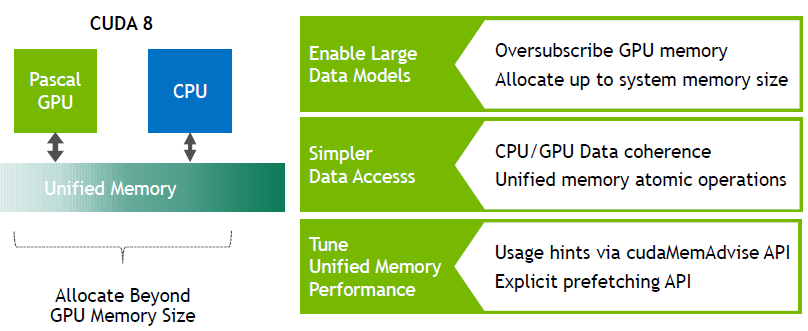 CUDA 8
Pascal
GPU
CPU
Unified Memory
Allocate Beyond
GPU Memory Size
Enable Large
Data Models
Oversubscribe GPU memory
Allocate up to system memory size
Simpler
Data Accesss
CPU/GPU Data coherence
Unified memory atomic operations
Tune
Unified Memory
Performance
Usage hints via cudaMemAdvise API
Explicit prefetching API